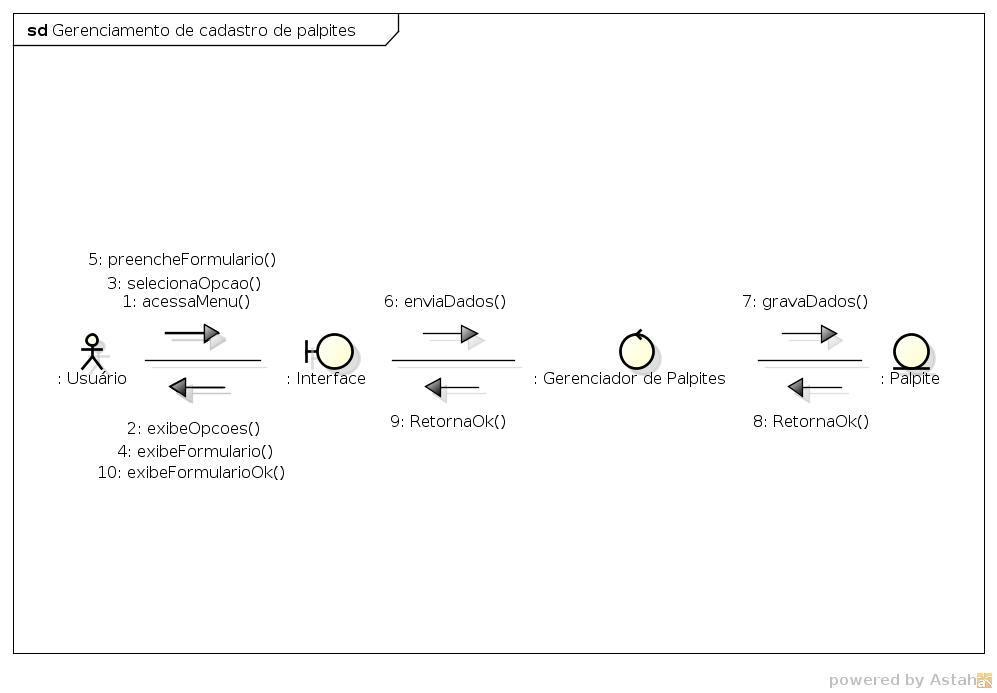 sd Gerenciamento de cadastro de palpites
5: preencheFormulario()
3: selecionaOpcao()
1: acessaMenu()
6: enviaDados()
7: gravaDados()
: Usuário
: Interface
: Gerenciador de Palpites
: Palpite
2: exibeOpcoes()
4: exibeFormulario()
10: exibeFormularioOk()
9: RetornaOk()
8: RetornaOk()
powered by Astah